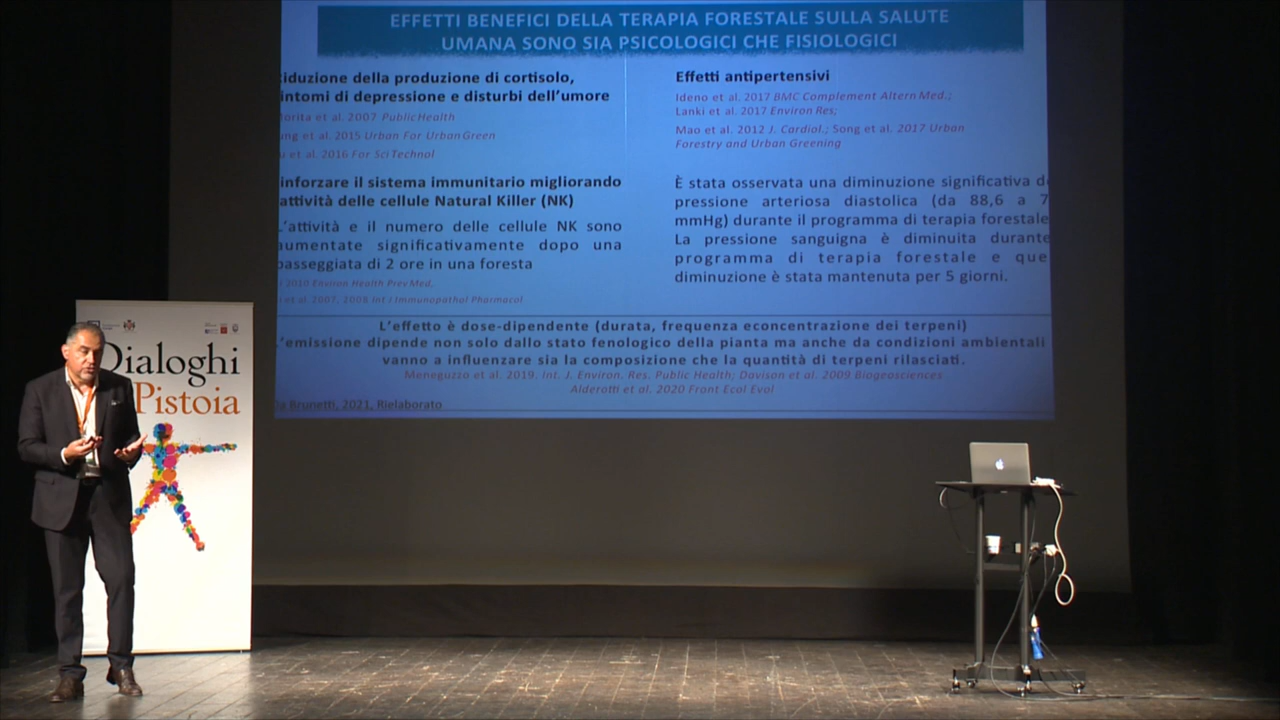 EFFETTI BENEFICI DELLA TERAPIA FORESTALE SULLA SALUTE
UMANA SONO SIA PSICOLOGICI CHE FISIOLOGICI
iduzione della produzione di cortisolo,
intomi di depressione e disturbi dell'umore
orita et al. 2007 PublicHealth
ung et al. 2015 Urban For UrbanGreen
u et al. 2016 For Sci Technol
inforzare il sistema immunitario migliorando
attività delle cellule Natural Killer (NK)
L'attività e il numero delle cellule NK sono
aumentate significativamente dopo una
passeggiata di 2 ore in una foresta
i 2010 Environ Health Prev Med.
i et al. 2007, 2008 Int J Immunopathol Pharmacol
Effetti antipertensivi
Ideno et al. 2017 BMC Complement Altern Med.;
Lanki et al. 2017 Environ Res;
Mao et al. 2012 J. Cardiol.; Song et al. 2017 Urban
Forestry and Urban Greening
È stata osservata una diminuzione significativa de
pressione arteriosa diastolica (da 88,6 a 7
mmHg) durante il programma di terapia forestale
La pressione sanguigna è diminuita durante
programma di terapia forestale e que
diminuzione è stata mantenuta per 5 giorni.
L'effetto è dose-dipendente (durata, frequenza econcentrazione dei terpeni)
'emissione dipende non solo dallo stato fenologico della pianta ma anche da condizioni ambientali
vanno a influenzare sia la composizione che la quantità di terpeni rilasciati.
Meneguzzo et al. 2019. Int. J. Environ. Res. Public Health; Davison et al. 2009 Biogeosciences
Alderotti et al. 2020 Front Ecol Evol
Da Brunetti, 2021, Rielaborato
Dialoghi
Pistoia